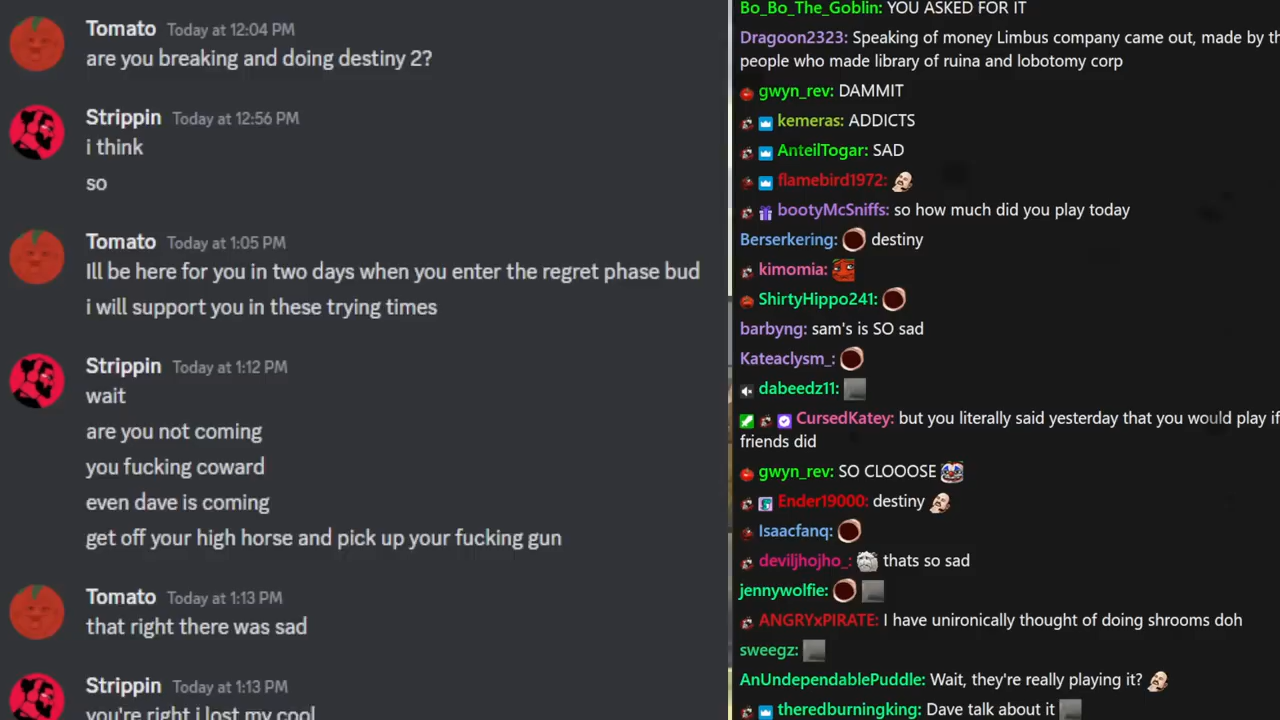 Tomato Today at 12:04 PM
are you breaking and doing destiny 2?
Strippin Today at 12:56 PM
i think
so
Tomato Today at 1:05 PM
Ill be here for you in two days when you enter the regret phase bud
i will support you in these trying times
Strippin Today at 1:12 PM
wait
are you not coming
you fucking coward
even dave is coming
get off your high horse and pick up your fucking gun
Tomato Today at 1:13 PM
that right there was sad
Strippin Today at 1:13 PM
you're right i lost my cool
Bo_Bo_The_Goblin: YOU ASKED FOR IT
Dragoon2323: Speaking of money Limbus company came out, made by the
people who made library of ruina and lobotomy corp
gwyn_rev: DAMMIT
kemeras: ADDICTS
AnteilTogar: SAD
flamebird1972:
bootyMcSniffs: so how much did you play today
Berserkering: destiny
kimomia:
ShirtyHippo241:
barbyng: sam's is SO sad
Kateaclysm_:
dabeedz11:
CursedKatey: but you literally said yesterday that you would play if
friends did
gwyn_rev: SO CLOOOSE
Ender19000: destiny
Isaacfanq:
deviljhojho_: thats so sad
jennywolfie:
ANGRYxPIRATE: I have unironically thought of doing shrooms doh
sweegz:
AnUndependablePuddle: Wait, they're really playing it?
theredburningking: Dave talk about it